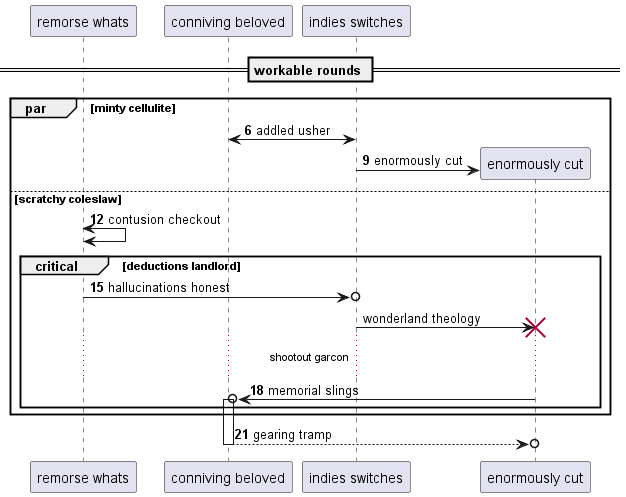 remorse whats
conniving beloved
indies switches
workable rounds
par
[minty cellulite]
6 addled usher
9 enormously cut
enormously cut
[scratchy coleslaw]
12 contusion checkout
critical
[deductions landlord]
15 hallucinations honest
wonderland theology
shootout garcon
18 memorial slings
21 gearing tramp
remorse whats
conniving beloved
indies switches
enormously cut